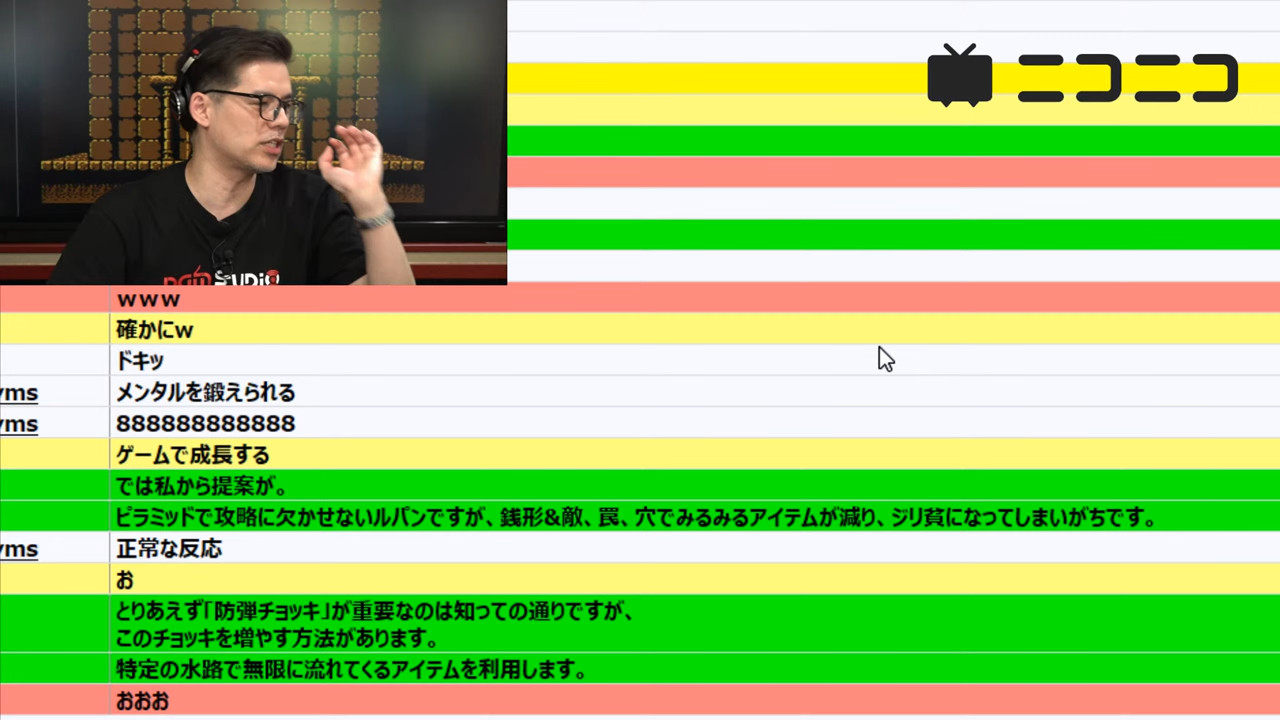 ニコニコ
www
確かにw
ドキッ
yms
メンタルを鍛えられる
yms
888888888888
ゲームで成長する
では私から提案が。
ピラミッドで攻略に欠かせないルパンですが、銭形&敵、罠、穴でみるみるアイテムが減り、ジリ貧になってしまいがちです。
yms
正常な反応
お
とりあえず「防弾チョッキ」が重要なのは知っての通りですが、
このチョッキを増やす方法があります。
特定の水路で無限に流れてくるアイテムを利用します。
おおお